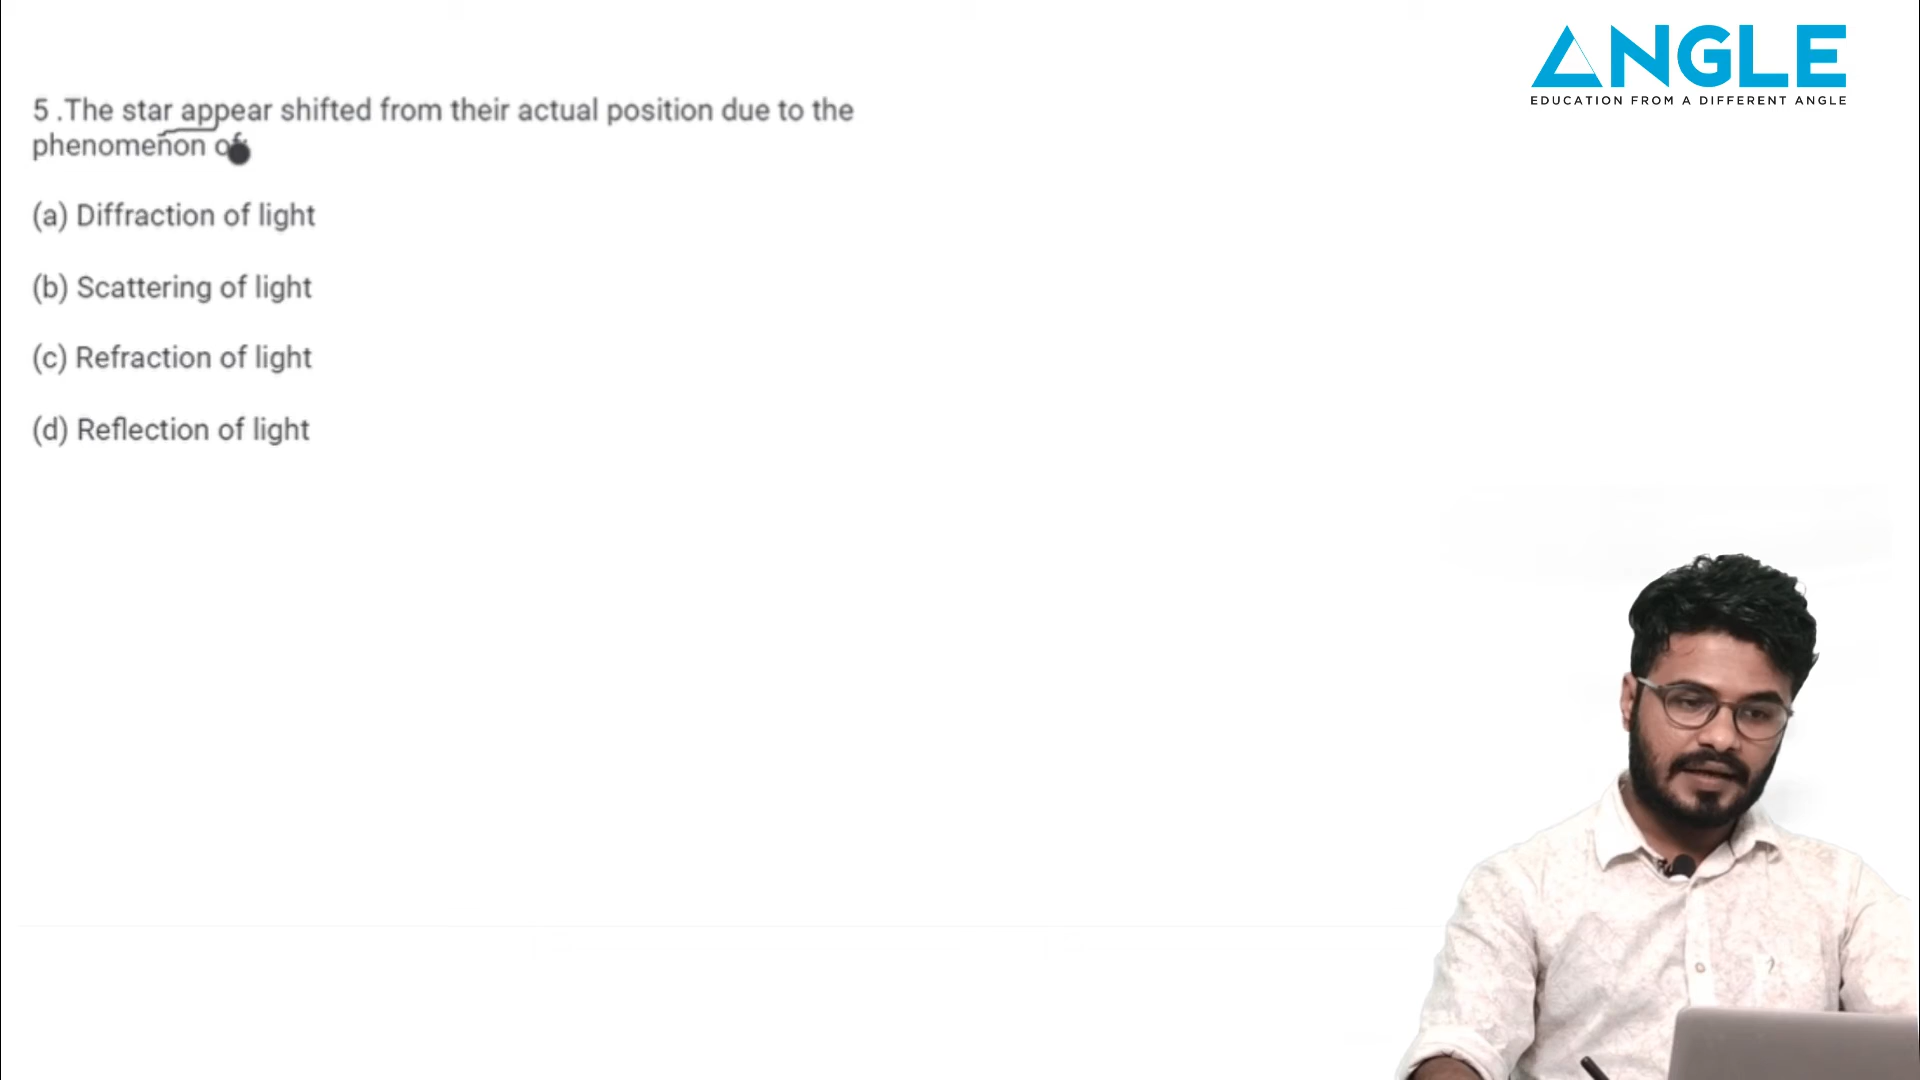 ANGLE
EDUCATION FROM A DIFFERENT ANGLE
5 .The star appear shifted from their actual position due to the
phenomenon of
(a) Diffraction of light
(b) Scattering of light
(c) Refraction of light
(d) Reflection of light